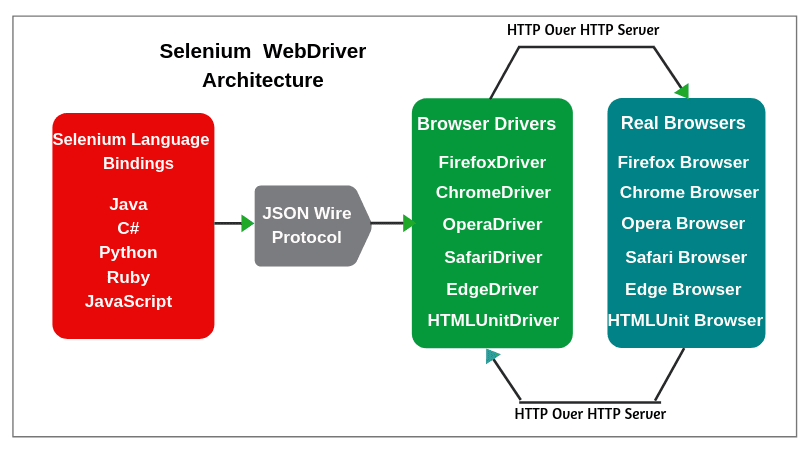 Selenium WebDriver
Architecture
Selenium Language
Bindings
Java
C#
Python
Ruby
JavaScript
JSON Wire
Protocol
HTTP Over HTTP Server
Browser Drivers
FirefoxDriver
ChromeDriver
OperaDriver
SafariDriver
EdgeDriver
HTMLUnitDriver
Real Browsers
Firefox Browser
Chrome Browser
Opera Browser
Safari Browser
Edge Browser
HTMLUnit Browser
HTTP Over HTTP Server